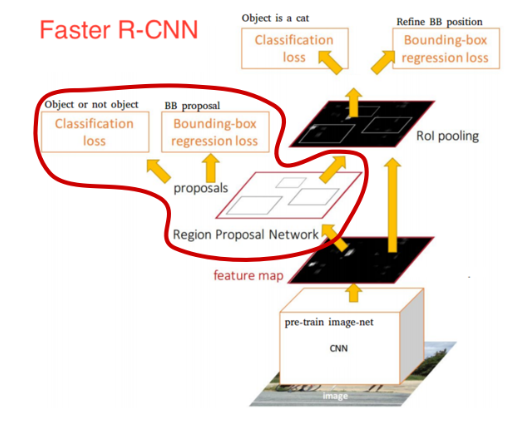 Faster R-CNN
Object is a cat
Classification
loss
Refine BB position
Bounding-box
regression loss
Object or not object
Classification
loss
BB proposal
Bounding-box
regression loss
RoI pooling
proposals
Region Proposal Network
feature map
pre-train image-net
CNN
image